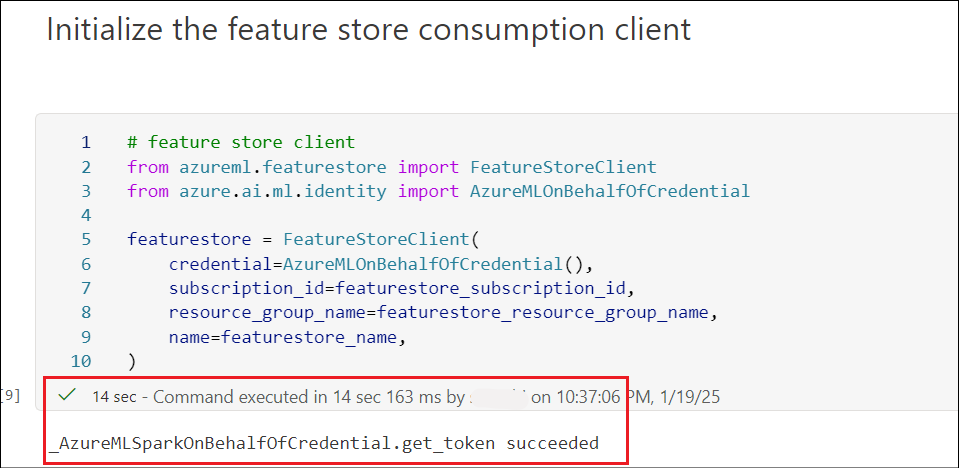 Initialize the feature store consumption client
1 # feature store client
2 from azureml.featurestore import FeatureStoreClient
3 from azure.ai.ml.identity import AzureMLOnBehalfOfCredential
4
5 featurestore = FeatureStoreClient(
6     credential=AzureMLOnBehalfOfCredential(),
7     subscription_id=featurestore_subscription_id,
8     resource_group_name=featurestore_resource_group_name,
9     name=featurestore_name,
10 )
[9] 14 sec - Command executed in 14 sec 163 ms by on 10:37:06 PM, 1/19/25
_AzureMLSparkOnBehalfOfCredential.get_token succeeded